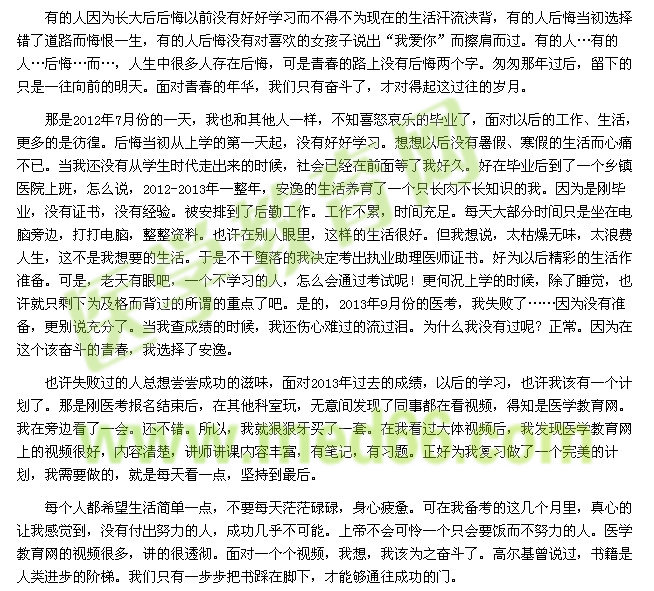 有的人因为长大后后悔以前没有好好学习而不得不为现在的生活汗流浃背，有的人后悔当初选择
错了道路而悔恨一生，有的人后悔没有对喜欢的女孩子说出“我爱你”而擦肩而过。有的人…有的
人…后悔…而…，人生中很多人存在后悔，可是青春的路上没有后悔两个字。匆匆那年过后，留下的
只是一往向前的明天。面对青春的年华，我们只有奋斗了，才对得起这过往的岁月。
那是2012年7月份的一天，我也和其他人一样，不知喜怒哀乐的毕业了，面对以后的工作、生活，
更多的是彷徨。后悔当初从上学的第一天起，没有好好学习。想想以后没有暑假、寒假的生活而心痛
不已。当我还没有从学生时代走出来的时候，社会已经在前面等了我好久。好在毕业后到了一个乡镇
医院上班，怎么说，2012-2013年一整年，安逸的生活养育了一个只长肉不长知识的我。因为是刚毕
业，没有证书，没有经验。被安排到了后勤工作。工作不累，时间充足。每天大部分时间只是坐在电
脑旁边，打打电脑，整整资料。也许在别人眼里，这样的生活很好。但我想说，太枯燥无味，太浪费
人生，这不是我想要的生活。于是不干堕落的我决定考出执业助理医师证书。好为以后精彩的生活作
准备。可是，老天有眼吧，一个不学习的人，怎么会通过考试呢！更何况上学的时候，除了睡觉，也
许就只剩下为及格而背过的所谓的重点了吧。是的，2013年9月份的医考，我失败了……因为没有准
备，更别说充分了。当我查成绩的时候，我还伤心难过的流过泪。为什么我没有过呢？正常。因为在
这个该奋斗的青春，我选择了安逸。
也许失败过的人总想尝尝成功的滋味，面对2013年过去的成绩，以后的学习，也许我该有一个计
划了。那是刚医考报名结束后，在其他科室玩，无意间发现了同事都在看视频，得知是医学教育网。
我在旁边看了一会。还不错。所以，我就狠狠牙买了一套。在我看过大体视频后，我发现医学教育网
上的视频很好，内容清楚，讲师讲课内容丰富，有笔记，有习题。正好为我复习做了一个完美的计
划，我需要做的，就是每天看一点，坚持到最后。
每个人都希望生活简单一点，不要每天茫茫碌碌，身心疲惫。可在我备考的这几个月里，真心的
让我感觉到，没有付出努力的人，成功几乎不可能。上帝不会可怜一个只会要饭而不努力的人。医学
教育网的视频很多，讲的很透彻。面对一个个视频，我想，我该为之奋斗了。高尔基曾说过，书籍是
人类进步的阶梯。我们只有一步步把书踩在脚下，才能够通往成功的门。
医学教育网
www.med66.com